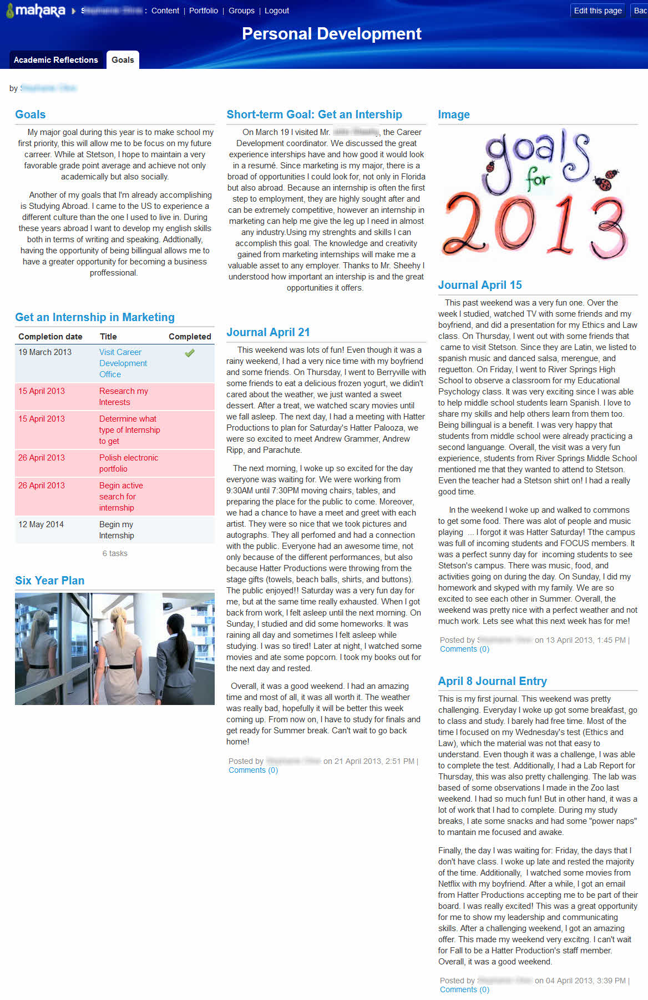 mahara : Content | Portfolio | Groups | Logout
Edit this page
Bac
Personal Development
Academic Reflections
Goals
by
Goals
My major goal during this year is to make school my
first priority, this will allow me to be focus on my future
carreer. While at Stetson, I hope to maintain a very
favorable grade point average and achieve not only
academically but also socially.
Another of my goals that I'm already accomplishing
is Studying Abroad. I came to the US to experience a
different culture than the one I used to live in. During
these years abroad I want to develop my english skills
both in terms of writing and speaking. Addtionally,
having the opportunity of being billingual allows me to
have a greater opportunity for becoming a business
proffessional.
Get an Internship in Marketing
Completion date Title Completed
19 March 2013 Visit Career
Development
Office
15 April 2013 Research my
Interests
15 April 2013 Determine what
type of Internship
to get
26 April 2013 Polish electronic
portfolio
26 April 2013 Begin active
search for
internship
12 May 2014 Begin my
Internship
6 tasks
Six Year Plan
Short-term Goal: Get an Intership
On March 19 I visited Mr. , the Career
Development coordinator. We discussed the great
experience interships have and how good it would look
in a resumé. Since marketing is my major, there is a
broad of opportunities I could look for, not only in Florida
but also abroad. Because an internship is often the first
step to employment, they are highly sought after and
can be extremely competitive, however an internship in
marketing can help me give the leg up I need in almost
any industry.Using my strenghts and skills I can
accomplish this goal. The knowledge and creativity
gained from marketing internships will make me a
valuable asset to any employer. Thanks to Mr. Sheehy I
understood how important an intership is and the great
opportunities it offers.
Journal April 21
This weekend was lots of fun! Even though it was a
rainy weekend, I had a very nice time with my boyfriend
and some friends. On Thursday, I went to Berryville with
some friends to eat a delicious frozen yogurt, we didin't
cared about the weather, we just wanted a sweet
dessert. After a treat, we watched scary movies until
we fall asleep. The next day, I had a meeting with Hatter
Productions to plan for Saturday's Hatter Palooza, we
were so excited to meet Andrew Grammer, Andrew
Ripp, and Parachute.
The next morning, I woke up so excited for the day
everyone was waiting for. We were working from
9:30AM until 7:30PM moving chairs, tables, and
preparing the place for the public to come. Moreover,
we had a chance to have a meet and greet with each
artist. They were so nice that we took pictures and
autographs. They all perfomed and had a connection
with the public. Everyone had an awesome time, not
only because of the different performances, but also
because Hatter Productions were throwing from the
stage gifts (towels, beach balls, shirts, and buttons).
The public enjoyed!! Saturday was a very fun day for
me, but at the same time really exhausted. When I got
back from work, I felt asleep until the next morning. On
Sunday, I studied and did some homeworks. It was
raining all day and sometimes I felt asleep while
studying. I was so tired! Later at night, I watched some
movies and ate some popcorn. I took my books out for
the next day and rested.
Overall, it was a good weekend. I had an amazing
time and most of all, it was all worth it. The weather
was really bad, hopefully it will be better this week
coming up. From now on, I have to study for finals and
get ready for Summer break. Can't wait to go back
home!
Posted by on 21 April 2013, 2:51 PM |
Comments (0)
Image
goals
for
2013
Journal April 15
This past weekend was a very fun one. Over the
week I studied, watched TV with some friends and my
boyfriend, and did a presentation for my Ethics and Law
class. On Thursday, I went out with some friends that
came to visit Stetson. Since they are Latin, we listed to
spanish music and danced salsa, merengue, and
reguetton. On Friday, I went to River Springs High
School to observe a classroom for my Educational
Psychology class. It was very exciting since I was able
to help middle school students learn Spanish. I love to
share my skills and help others learn from them too.
Being billingual is a benefit. I was very happy that
students from middle school were already practicing a
second languange. Overall, the visit was a very fun
expierience, students from River Springs Middle School
mentioned me that they wanted to attend to Stetson.
Even the teacher had a Stetson shirt on! I had a really
good time.
In the weekend I woke up and walked to commons
to get some food. There was alot of people and music
playing ... I forgot it was Hatter Saturday! Tthe campus
was full of incoming students and FOCUS members. It
was a perfect sunny day for incoming students to see
Stetson's campus. There was music, food, and
activities going on during the day. On Sunday, I did my
homework and skyped with my family. We are so
excited to see each other in Summer. Overall, the
weekend was pretty nice with a perfect weather and not
much work. Lets see what this next week has for me!
Posted by on 13 April 2013, 1:45 PM |
Comments (0)
April 8 Journal Entry
This is my first journal. This weekend was pretty
challenging. Everyday I woke up got some breakfast, go
to class and study. I barely had free time. Most of the
time I focused on my Wednesday's test (Ethics and
Law), which the material was not that easy to
understand. Even though it was a challenge, I was able
to complete the test. Additionally, I had a Lab Report for
Thursday, this was also pretty challenging. The lab was
based of some observations I made in the Zoo last
weekend. I had so much fun! But in other hand, it was a
lot of work that I had to complete. During my study
breaks, I ate some snacks and had some "power naps"
to mantain me focused and awake.
Finally, the day I was waiting for: Friday, the days that I
don't have class. I woke up late and rested the majority
of the time. Additionally, I watched some movies from
Netflix with my boyfriend. After a while, I got an email
from Hatter Productions accepting me to be part of their
board. I was really excited! This was a great opportunity
for me to show my leadership and communicating
skills. After a challenging weekend, I got an amazing
offer. This made my weekend very excitng. I can't wait
for Fall to be a Hatter Production's staff member.
Overall, it was a good weekend.
Posted by on 04 April 2013, 3:39 PM |
Comments (0)